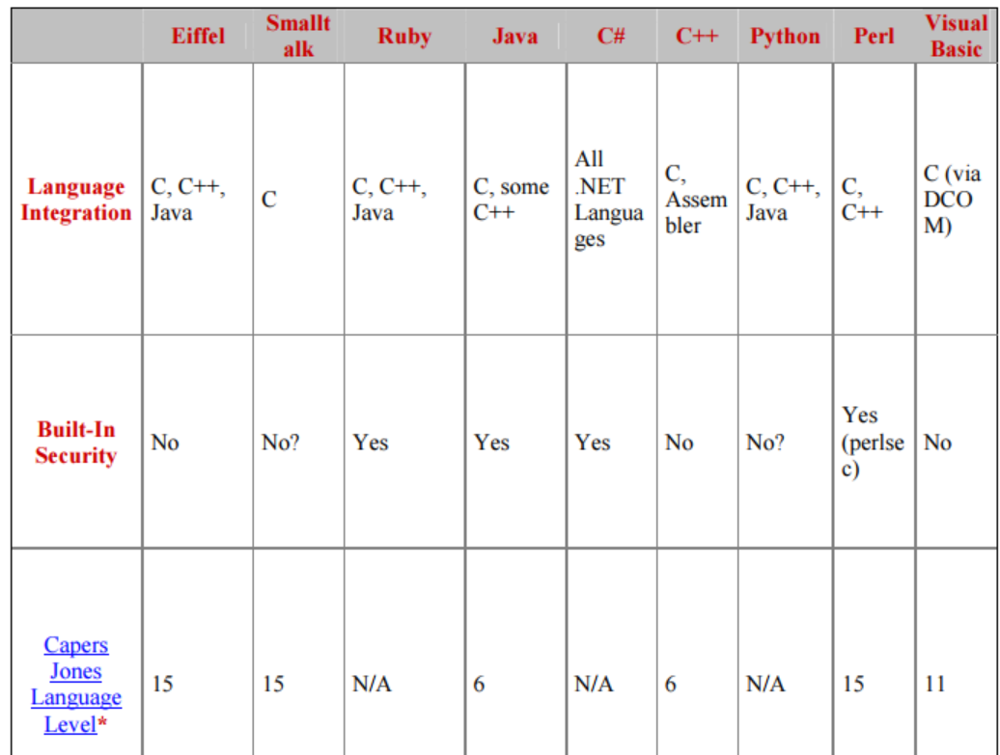 Eiffel
Smallt
alk
Ruby
Java
C#
C++
Python
Perl
Visual
Basic
Language
Integration
C, C++,
Java
C
C, C++,
Java
C, some
C++
All
.NET
Langua
ges
C,
Assem
bler
C, C++,
Java
C,
C++
C (via
DCO
M)
Built-In
Security
No
No?
Yes
Yes
Yes
No
No?
Yes
(perlse
c)
No
Capers
Jones
Language
Level*
15
15
N/A
6
N/A
6
N/A
15
11